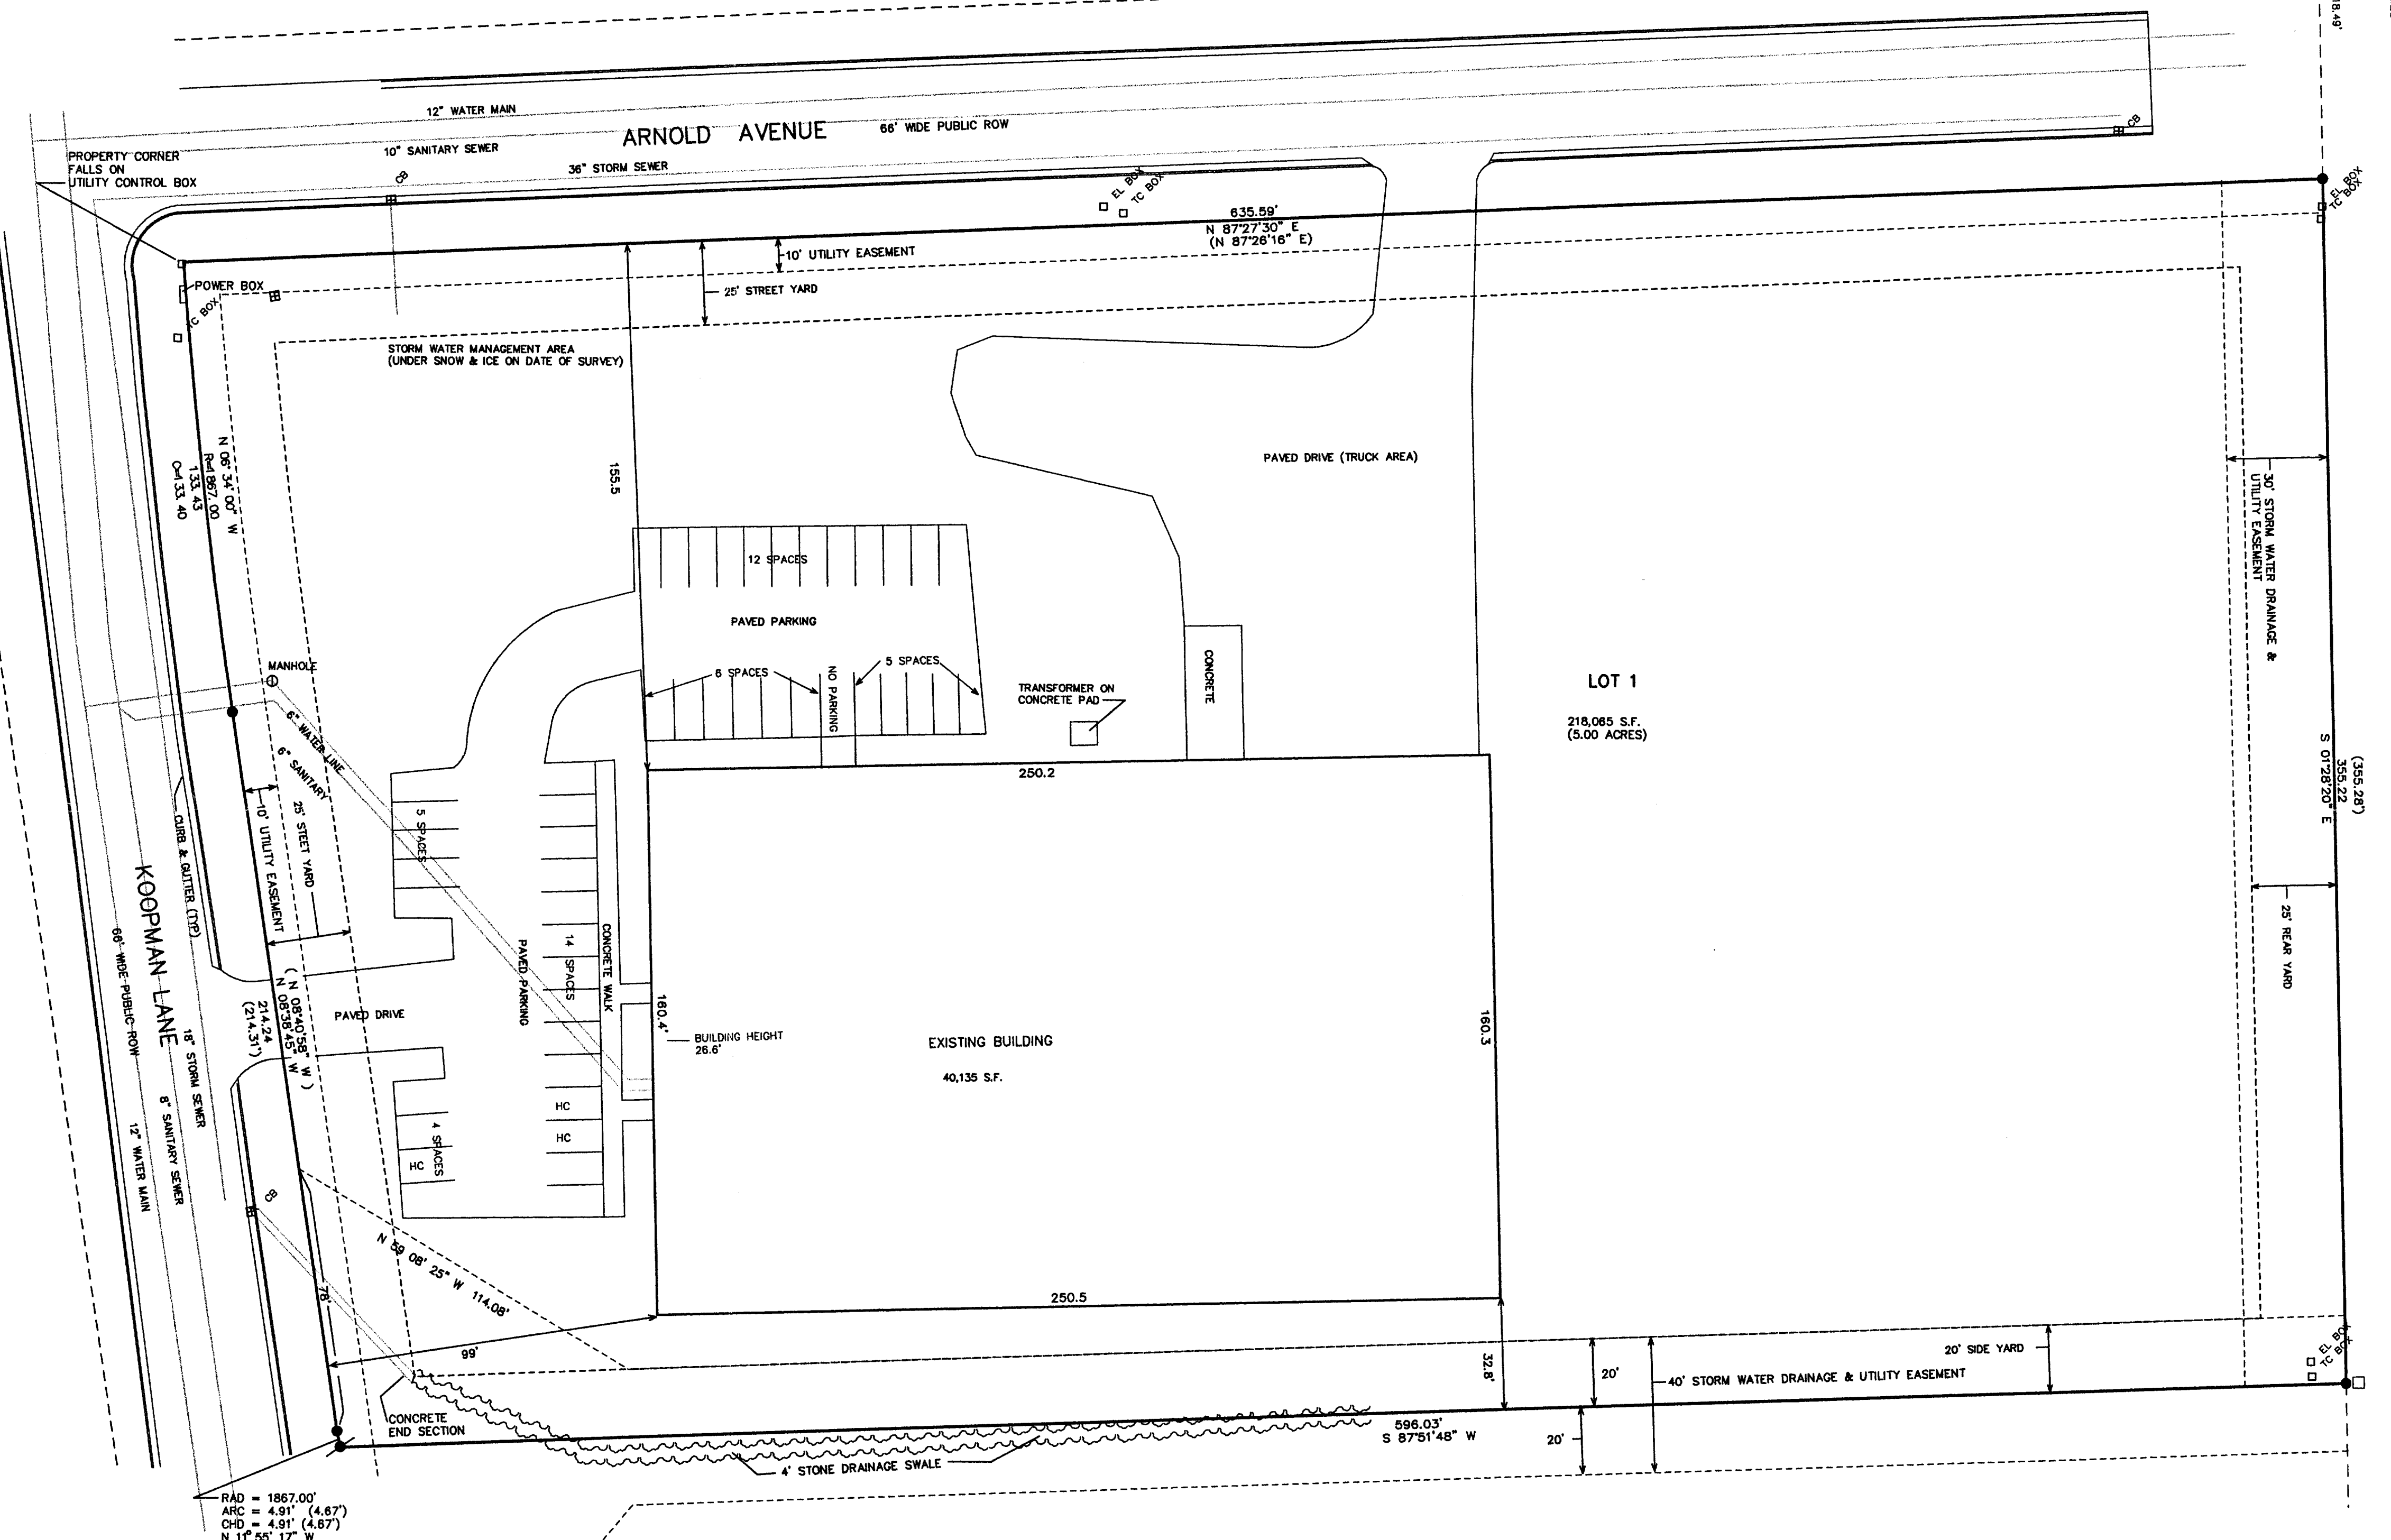 18.49'
12" WATER MAIN
ARNOLD AVENUE
66' WIDE PUBLIC ROW
CB
10" SANITARY SEWER
36" STORM SEWER
PROPERTY CORNER
FALLS ON
UTILITY CONTROL BOX
CB
EL BOX
TC BOX
EL BOX
TC BOX
635.59'
N 87°27'30" E
(N 87°26'16" E)
10' UTILITY EASEMENT
25' STREET YARD
POWER BOX
TC BOX
STORM WATER MANAGEMENT AREA
(UNDER SNOW & ICE ON DATE OF SURVEY)
N 06°34'00" W
R=1867.00
133.43
C=133.40
155.5
PAVED DRIVE (TRUCK AREA)
30' STORM WATER DRAINAGE &
UTILITY EASEMENT
12 SPACES
PAVED PARKING
6 SPACES
NO PARKING
5 SPACES
MANHOLE
TRANSFORMER ON
CONCRETE PAD
CONCRETE
LOT 1
218,065 S.F.
(5.00 ACRES)
(355.28')
355.22
S 01°28'20" E
6" WATER LINE
6" SANITARY
250.2
10' UTILITY EASEMENT
25' STEET YARD
CURB & GUTTER (TYP)
5 SPACES
KOOPMAN LANE
66' WIDE PUBLIC ROW
14 SPACES
CONCRETE WALK
PAVED PARKING
25' REAR YARD
(N 08°40'58" W)
N 08°38'45" W
214.24
(214.31')
PAVED DRIVE
160.4'
BUILDING HEIGHT
26.6'
EXISTING BUILDING
40,135 S.F.
160.3
18" STORM SEWER
8" SANITARY SEWER
12" WATER MAIN
HC
HC
4 SPACES
HC
CB
N 59 08' 25" W 114.08'
78'
250.5
99'
32.8'
20'
20' SIDE YARD
40' STORM WATER DRAINAGE & UTILITY EASEMENT
EL BOX
TC BOX
CONCRETE
END SECTION
596.03'
S 87°51'48" W
20'
4' STONE DRAINAGE SWALE
RAD = 1867.00'
ARC = 4.91' (4.67')
CHD = 4.91' (4.67')
N 11° 55' 17" W